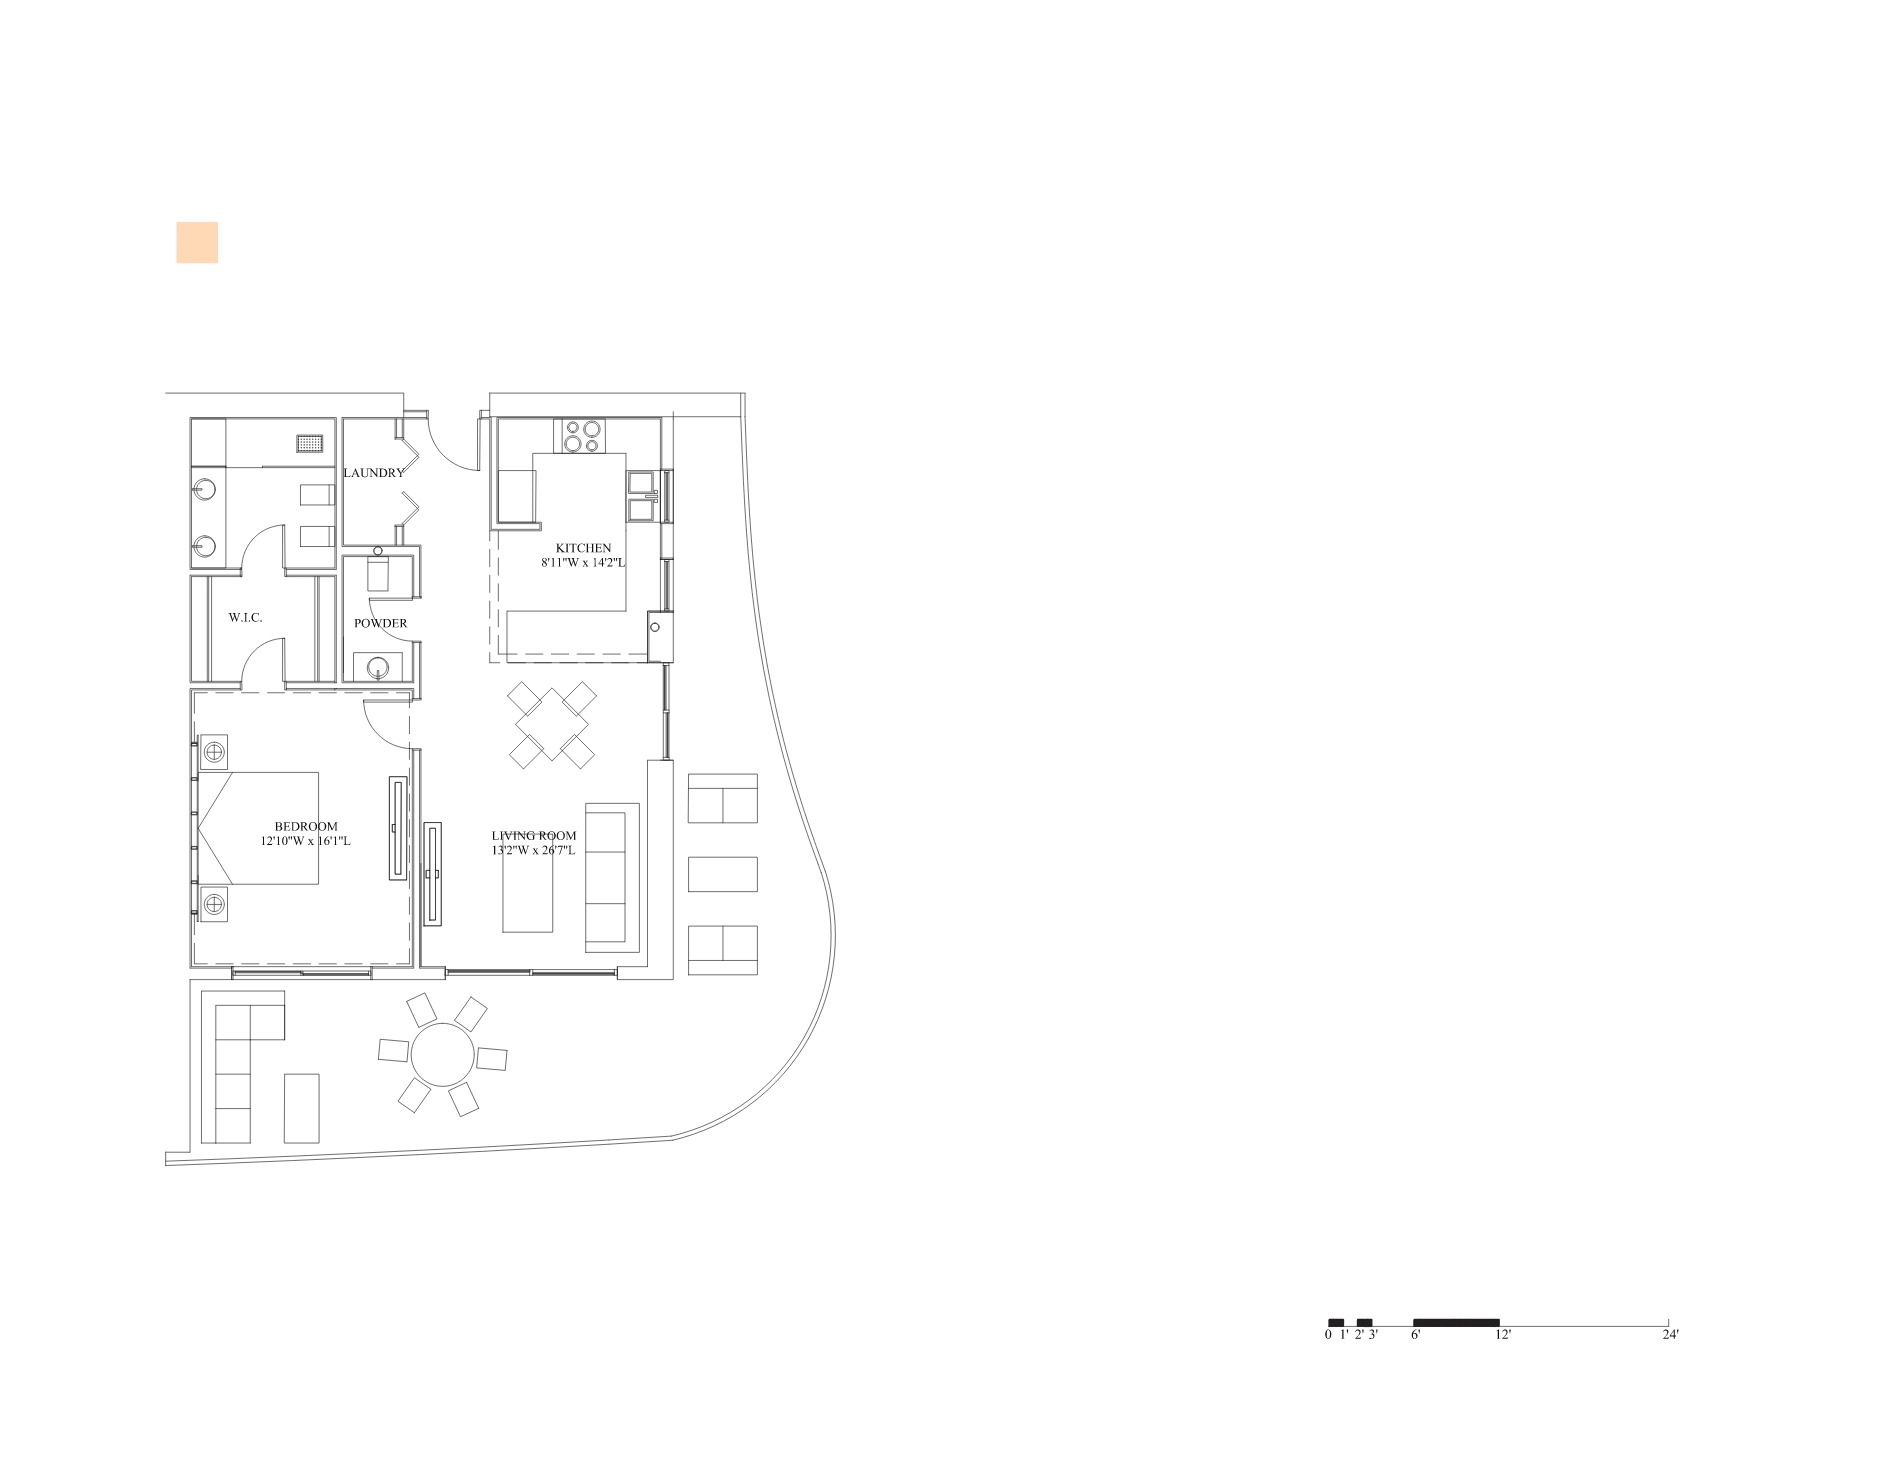 LAUNDRY
KITCHEN
8'11"W x 14'2"L
W.I.C.
POWDER
BEDROOM
12'10"W x 16'1"L
LIVING ROOM
13'2"W x 26'7"L
0 1' 2' 3' 6' 12' 24'